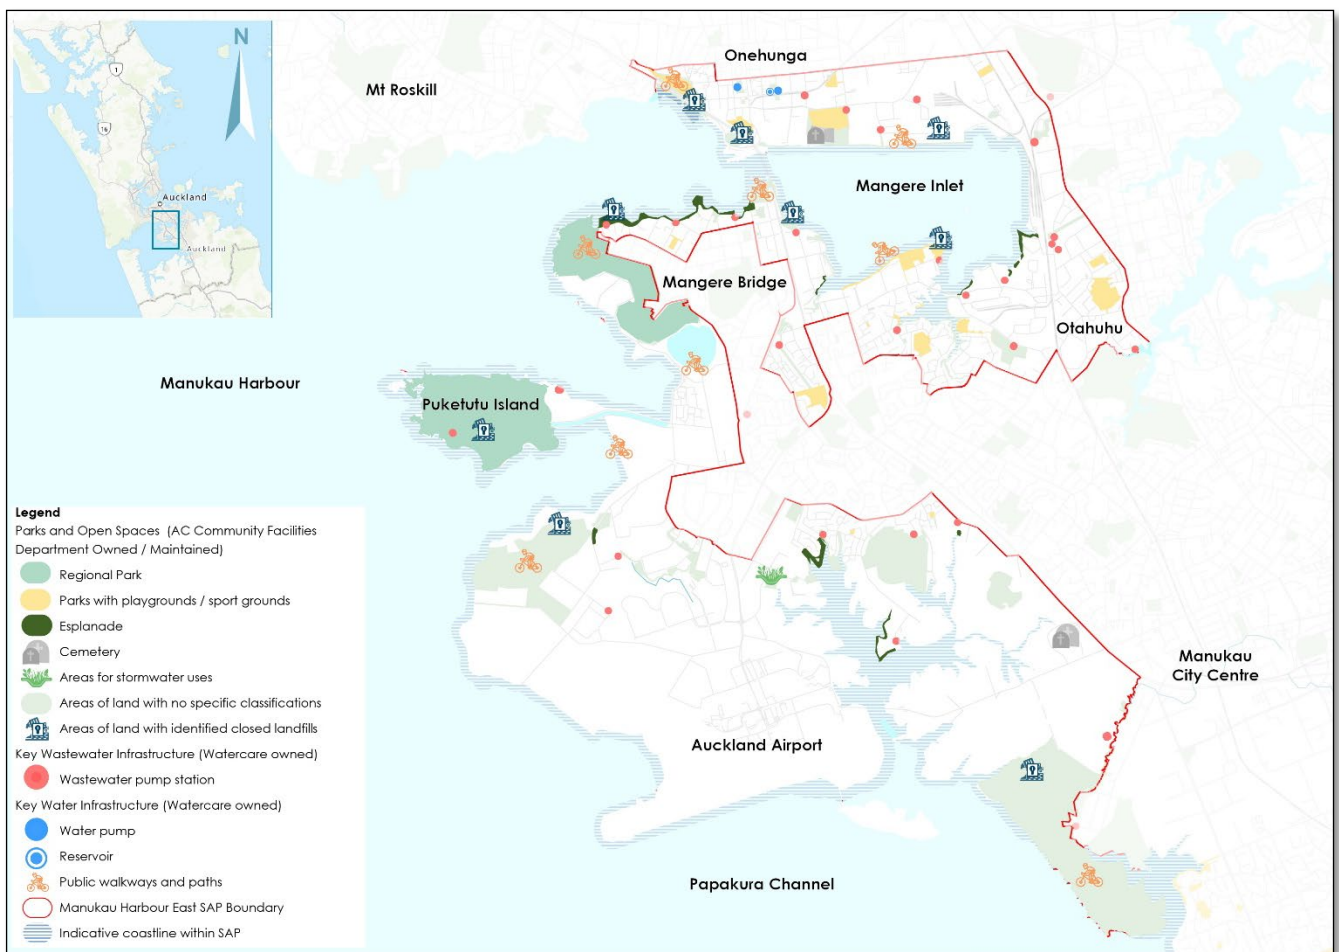 N
1
16
Auckland
Auckland
Onehunga
Mt Roskill
Mangere Inlet
Mangere Bridge
Otahuhu
Manukau Harbour
Puketutu Island
Manukau
City Centre
Auckland Airport
Papakura Channel
Legend
Parks and Open Spaces (AC Community Facilities
Department Owned / Maintained)
Regional Park
Parks with playgrounds / sport grounds
Esplanade
Cemetery
Areas for stormwater uses
Areas of land with no specific classifications
Areas of land with identified closed landfills
Key Wastewater Infrastructure (Watercare owned)
Wastewater pump station
Key Water Infrastructure (Watercare owned)
Water pump
Reservoir
Public walkways and paths
Manukau Harbour East SAP Boundary
Indicative coastline within SAP